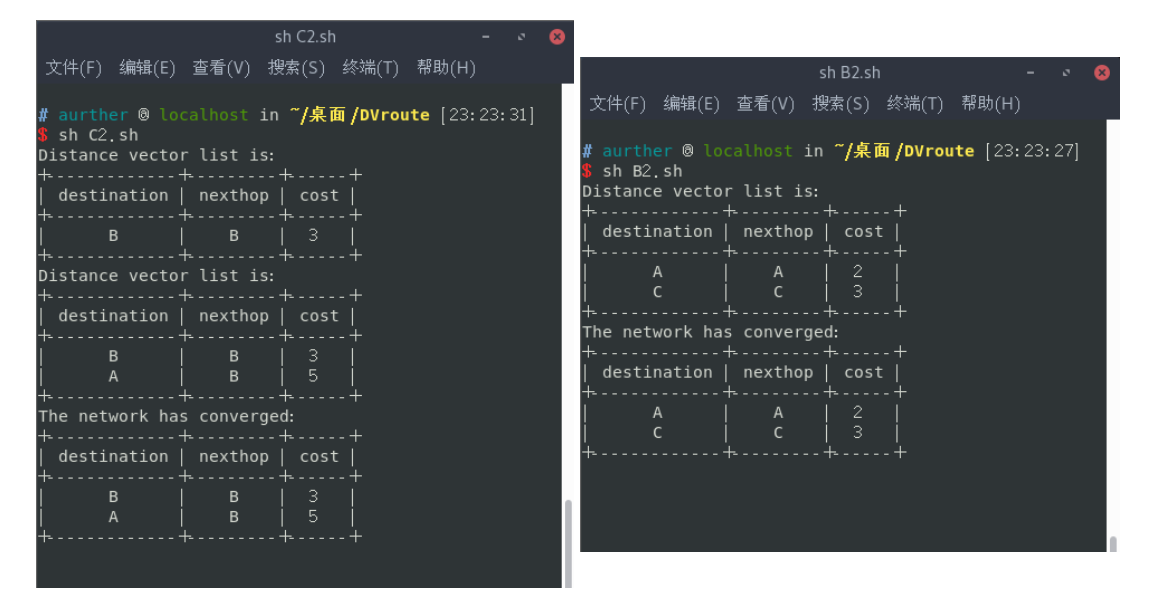 sh C2.sh
文件(F) 编辑(E) 查看(V) 搜索(S) 终端(T) 帮助(H)
# aurther @ localhost in ~/桌面/DVroute [23:23:31]
$ sh C2.sh
Distance vector list is:
+-------------+---------+------+
| destination | nexthop | cost |
+-------------+---------+------+
| B | B | 3 |
+-------------+---------+------+
Distance vector list is:
+-------------+---------+------+
| destination | nexthop | cost |
+-------------+---------+------+
| B | B | 3 |
| A | B | 5 |
+-------------+---------+------+
The network has converged:
+-------------+---------+------+
| destination | nexthop | cost |
+-------------+---------+------+
| B | B | 3 |
| A | B | 5 |
+-------------+---------+------+
sh B2.sh
文件(F) 编辑(E) 查看(V) 搜索(S) 终端(T) 帮助(H)
# aurther @ localhost in ~/桌面/DVroute [23:23:27]
$ sh B2.sh
Distance vector list is:
+-------------+---------+------+
| destination | nexthop | cost |
+-------------+---------+------+
| A | A | 2 |
| C | C | 3 |
+-------------+---------+------+
The network has converged:
+-------------+---------+------+
| destination | nexthop | cost |
+-------------+---------+------+
| A | A | 2 |
| C | C | 3 |
+-------------+---------+------+